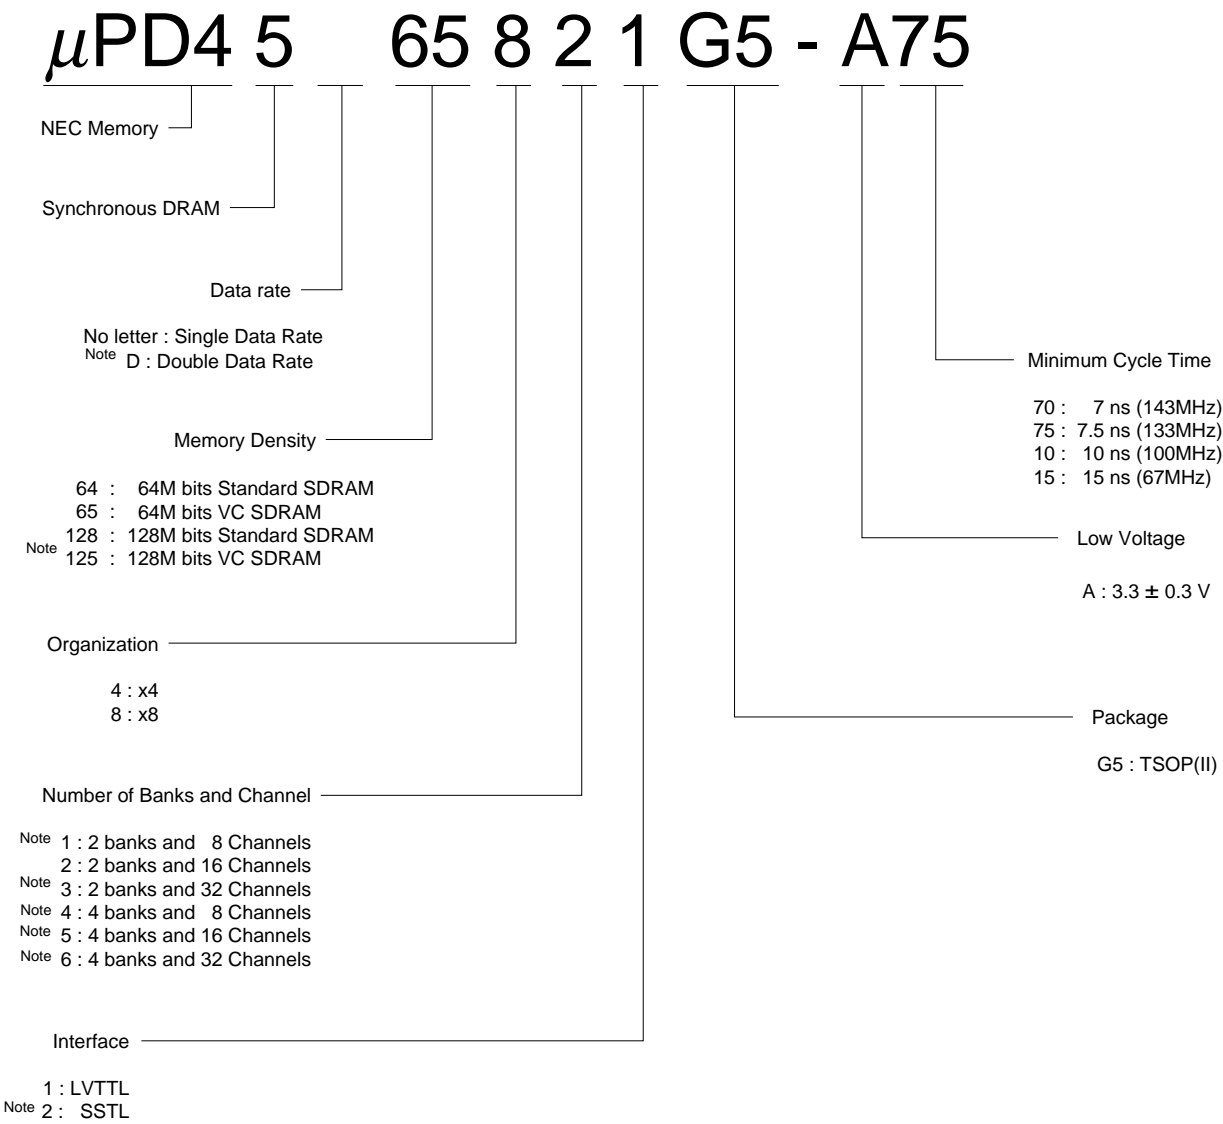 μPD4 5 65 8 2 1 G5 - A75
NEC Memory
Synchronous DRAM
Data rate
No letter : Single Data Rate
Note D : Double Data Rate
Minimum Cycle Time
70 : 7 ns (143MHz)
75 : 7.5 ns (133MHz)
10 : 10 ns (100MHz)
15 : 15 ns (67MHz)
Memory Density
64 : 64M bits Standard SDRAM
65 : 64M bits VC SDRAM
128 : 128M bits Standard SDRAM
Note 125 : 128M bits VC SDRAM
Low Voltage
A : 3.3 ± 0.3 V
Organization
4 : x4
8 : x8
Package
G5 : TSOP(II)
Number of Banks and Channel
Note 1 : 2 banks and 8 Channels
2 : 2 banks and 16 Channels
Note 3 : 2 banks and 32 Channels
Note 4 : 4 banks and 8 Channels
Note 5 : 4 banks and 16 Channels
Note 6 : 4 banks and 32 Channels
Interface
1 : LVTTL
Note 2 : SSTL